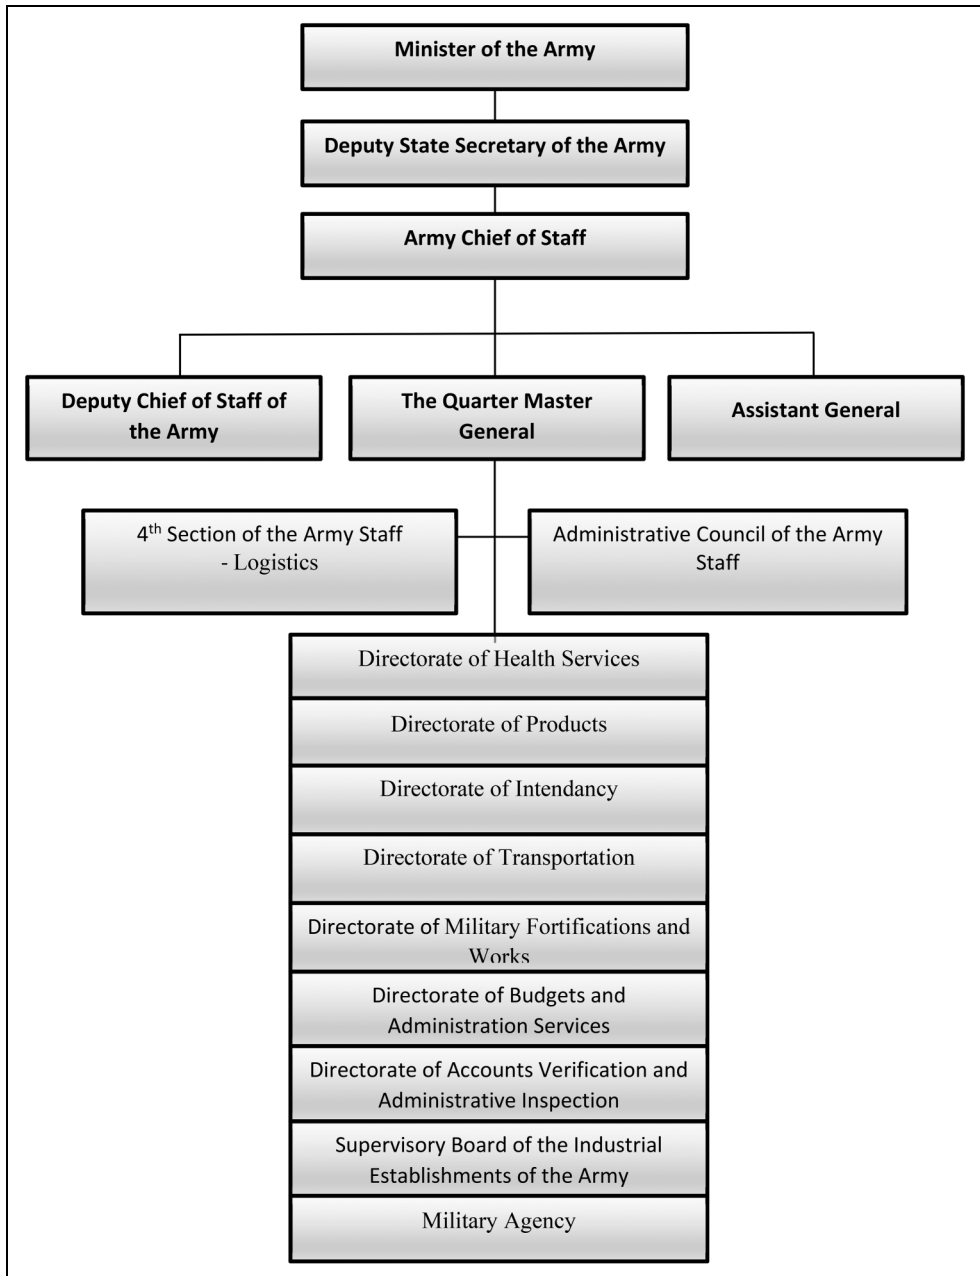 Minister of the Army
Deputy State Secretary of the Army
Army Chief of Staff
Deputy Chief of Staff of
the Army
The Quarter Master
General
Assistant General
4th Section of the Army Staff
- Logistics
Administrative Council of the Army
Staff
Directorate of Health Services
Directorate of Products
Directorate of Intendancy
Directorate of Transportation
Directorate of Military Fortifications and
Works
Directorate of Budgets and
Administration Services
Directorate of Accounts Verification and
Administrative Inspection
Supervisory Board of the Industrial
Establishments of the Army
Military Agency